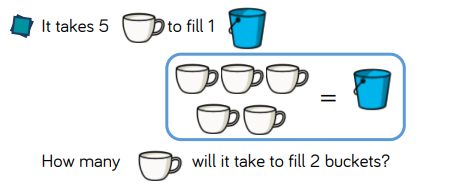 It takes 5 to fill 1
=
How many will it take to fill 2 buckets?